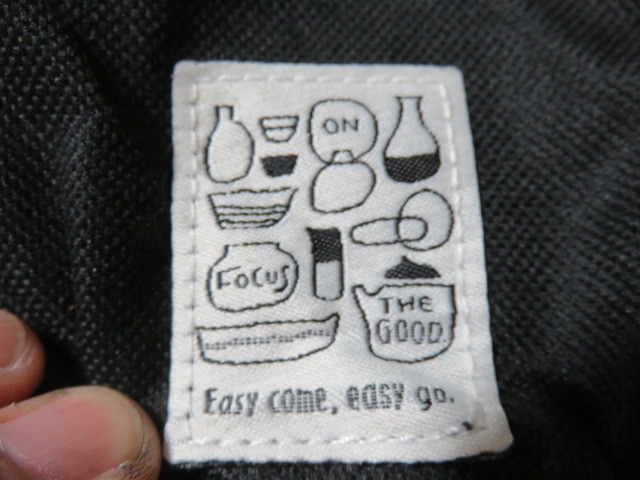 ON
FOCUS
THE
GOOD.
Easy come, easy go.